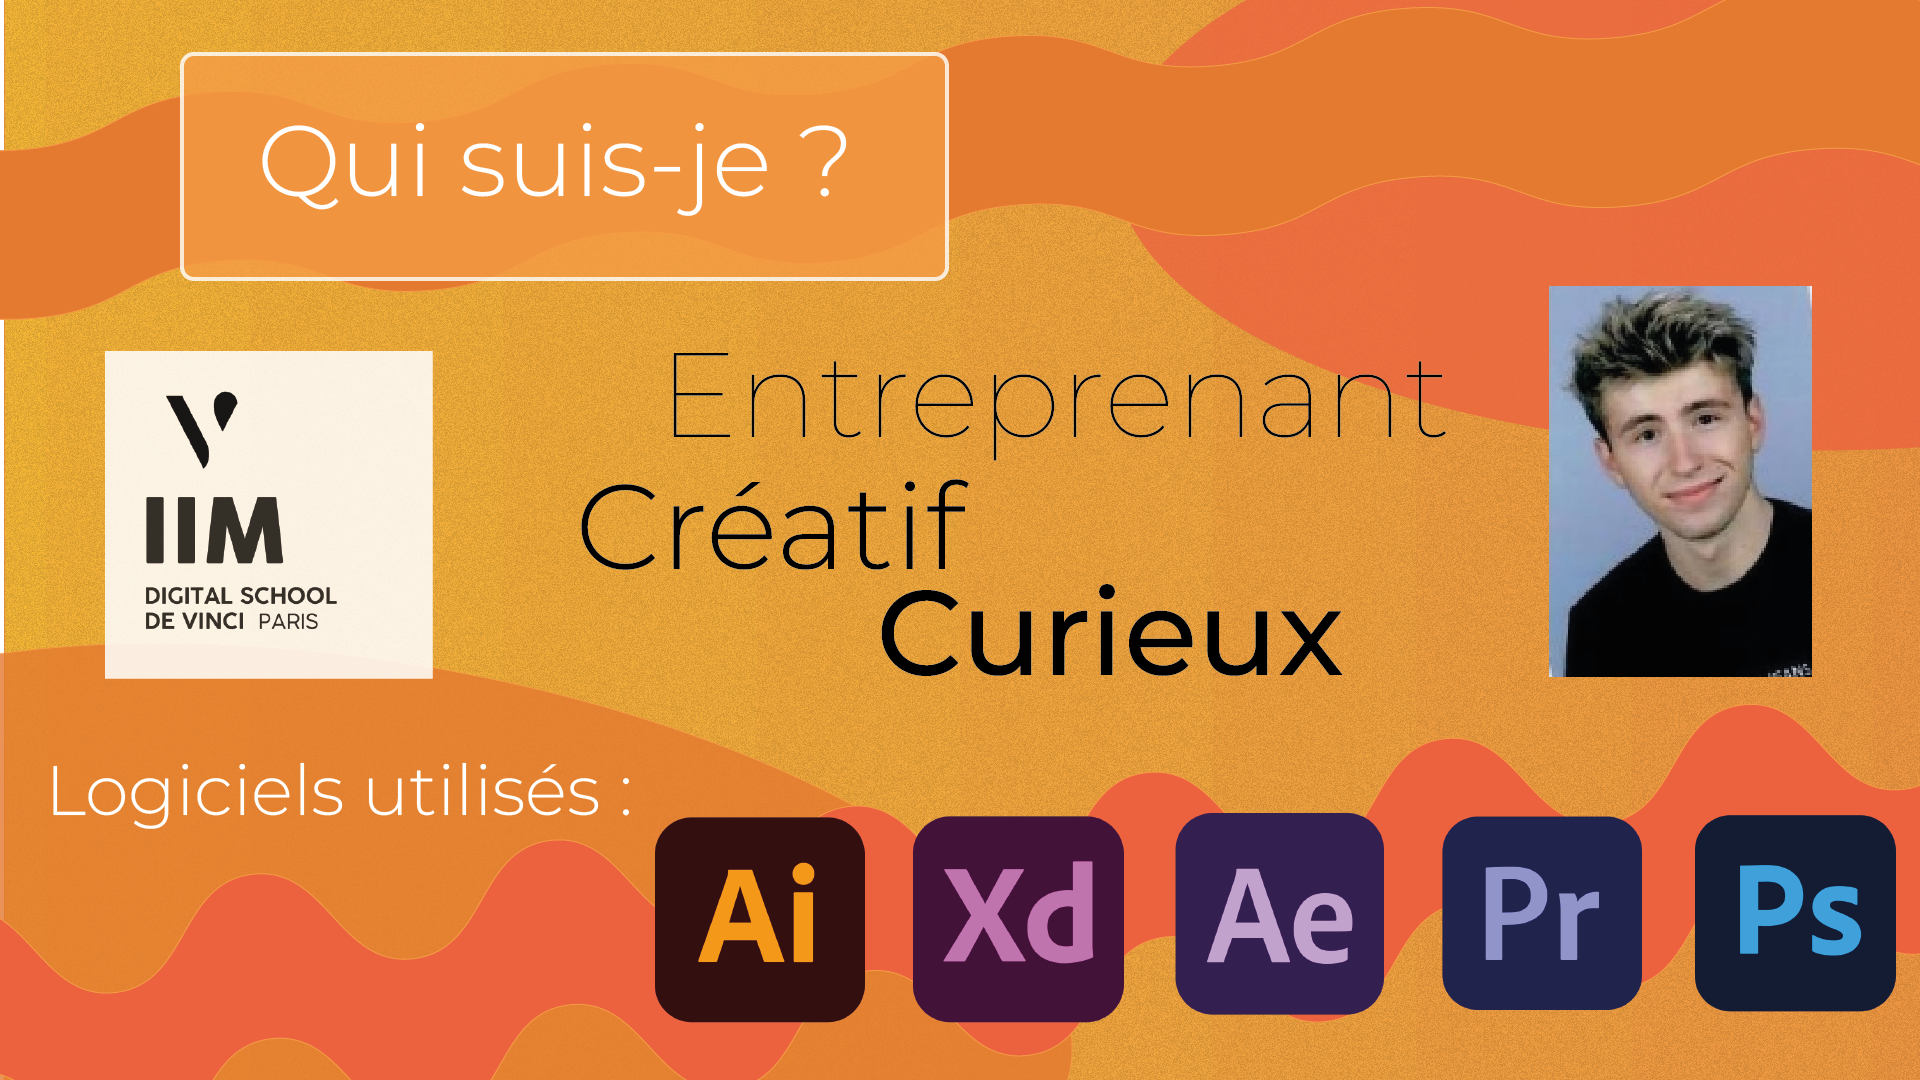 Qui suis-je ?
Entreprenant
Créatif
Curieux
IIM
DIGITAL SCHOOL
DE VINCI PARIS
Logiciels utilisés :
Ai Xd Ae Pr Ps